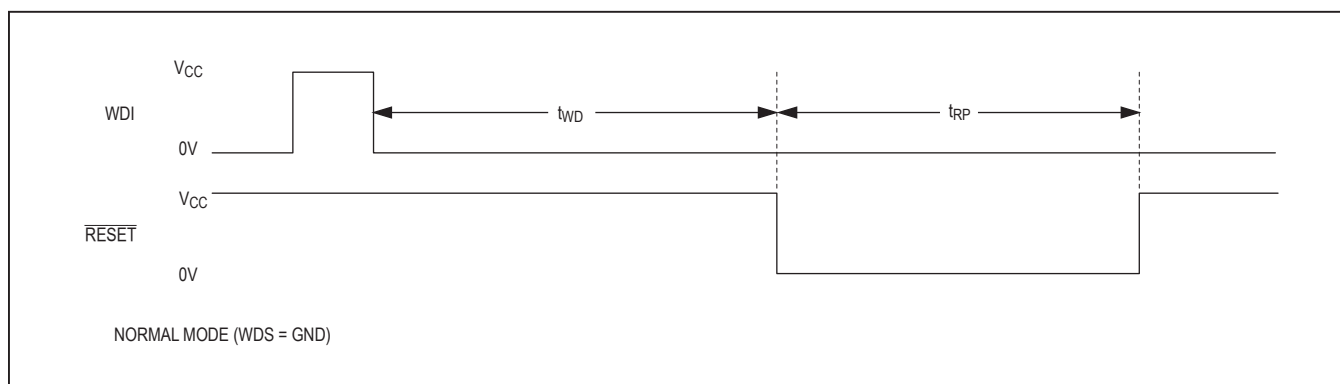 VCC
WDI
tWD
tRP
0V
VCC
RESET
0V
NORMAL MODE (WDS = GND)